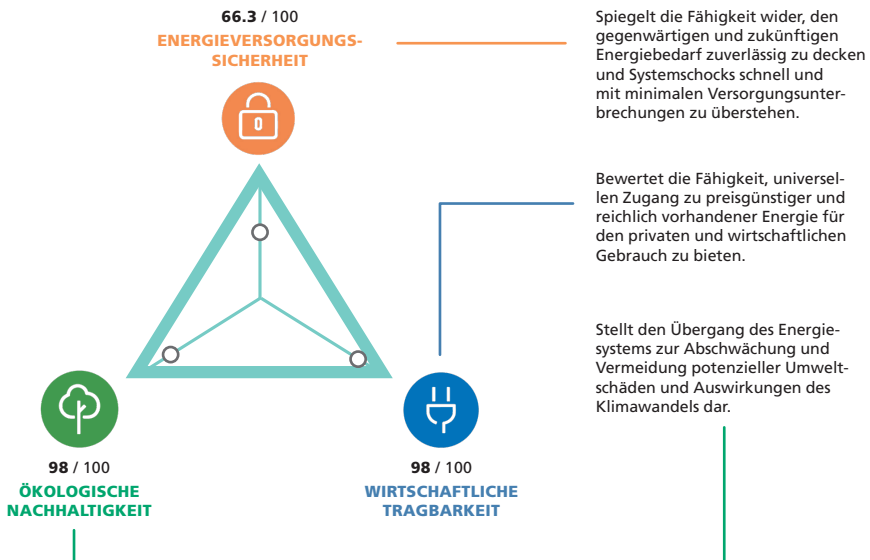 66.3 / 100
ENERGIEVERSORGUNGS-
SICHERHEIT
Spiegelt die Fähigkeit wider, den
gegenwärtigen und zukünftigen
Energiebedarf zuverlässig zu decken
und Systemschocks schnell und
mit minimalen Versorgungsunter-
brechungen zu überstehen.
Bewertet die Fähigkeit, universel-
len Zugang zu preisgünstiger und
reichlich vorhandener Energie für
den privaten und wirtschaftlichen
Gebrauch zu bieten.
Stellt den Übergang des Energie-
systems zur Abschwächung und
Vermeidung potenzieller Umwelt-
schäden und Auswirkungen des
Klimawandels dar.
98 / 100
ÖKOLOGISCHE
NACHHALTIGKEIT
98 / 100
WIRTSCHAFTLICHE
TRAGBARKEIT